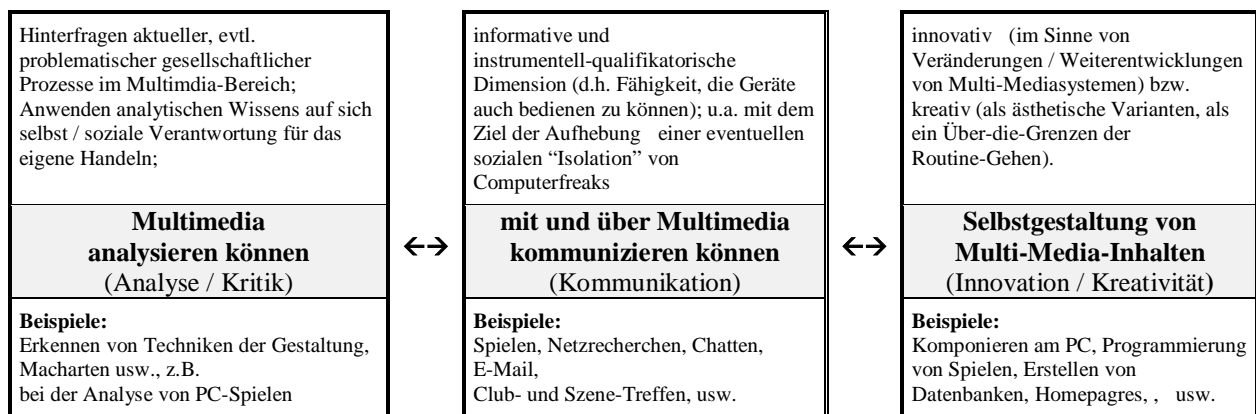 Hinterfragen aktueller, evtl.
problematischer gesellschaftlicher
Prozesse im Multimdia-Bereich;
Anwenden analytischen Wissens auf sich
selbst / soziale Verantwortung für das
eigene Handeln;
Multimedia
analysieren können
(Analyse / Kritik)
Beispiele:
Erkennen von Techniken der Gestaltung,
Macharten usw., z.B.
bei der Analyse von PC-Spielen
←→
informative und
instrumentell-qualifikatorische
Dimension (d.h. Fähigkeit, die Geräte
auch bedienen zu können); u.a. mit dem
Ziel der Aufhebung einer eventuellen
sozialen “Isolation” von
Computerfreaks
mit und über Multimedia
kommunizieren können
(Kommunikation)
Beispiele:
Spielen, Netzrecherchen, Chatten,
E-Mail,
Club- und Szene-Treffen, usw.
←→
innovativ (im Sinne von
Veränderungen / Weiterentwicklungen
von Multi-Mediasystemen) bzw.
kreativ (als ästhetische Varianten, als
ein Über-die-Grenzen der
Routine-Gehen).
Selbstgestaltung von
Multi-Media-Inhalten
(Innovation / Kreativität)
Beispiele:
Komponieren am PC, Programmierung
von Spielen, Erstellen von
Datenbanken, Homepagres, , usw.